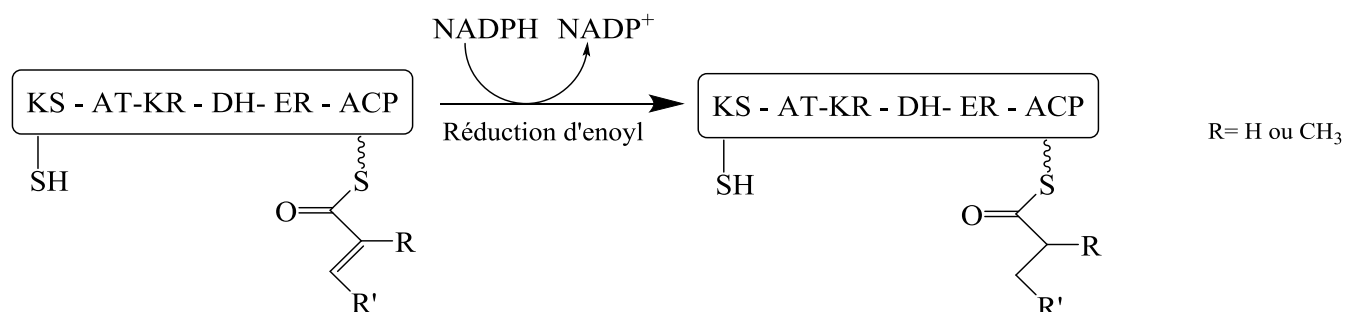 NADPH NADP⁺
KS - AT-KR - DH- ER - ACP
Réduction d'enoyl
KS - AT-KR - DH- ER - ACP
R= H ou CH₃
SH
S
O
R
R'
SH
S
O
R
R'